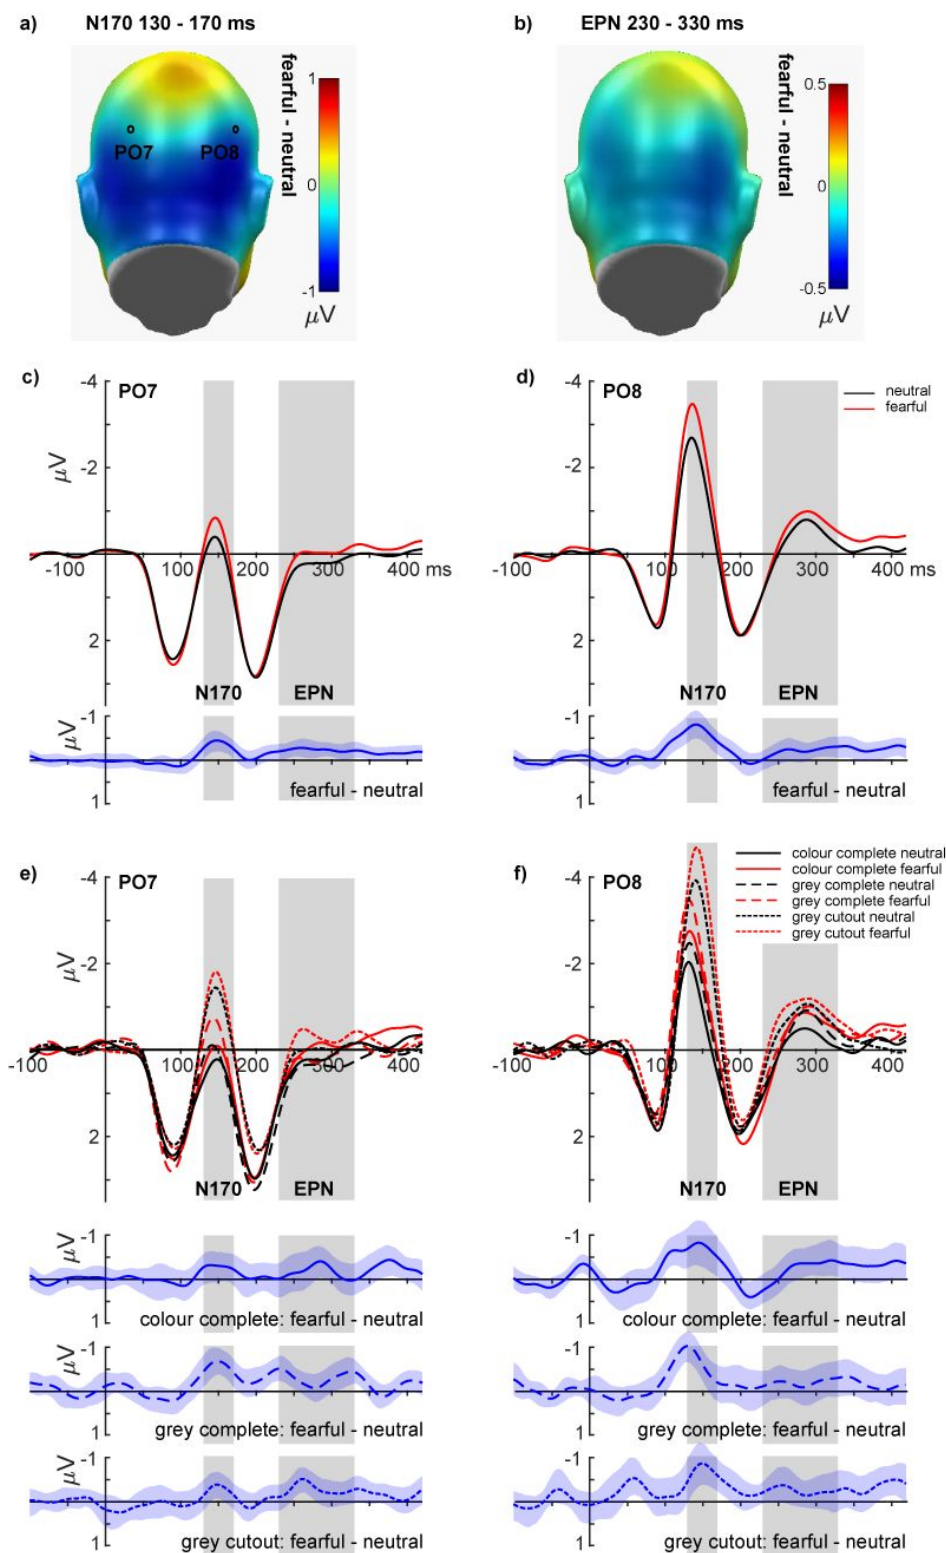 a) N170 130 - 170 ms
b) EPN 230 - 330 ms
fearful - neutral
1
0
-1
μV
PO7 PO8
fearful - neutral
0.5
0
-0.5
μV
c)
PO7
μV
-4
-2
2
-100 100 200 300 400 ms
N170 EPN
μV
-1
1
fearful - neutral
d)
PO8
-4
-2
2
-100 100 200 300 400 ms
N170 EPN
neutral
fearful
μV
-1
1
fearful - neutral
e)
PO7
μV
-4
-2
2
-100 100 200 300 400
N170 EPN
f)
PO8
-4
-2
2
-100 100 200 300 400
N170 EPN
colour complete neutral
colour complete fearful
grey complete neutral
grey complete fearful
grey cutout neutral
grey cutout fearful
μV
-1
1
colour complete: fearful - neutral
-1
1
colour complete: fearful - neutral
μV
-1
1
grey complete: fearful - neutral
-1
1
grey complete: fearful - neutral
μV
-1
1
grey cutout: fearful - neutral
-1
1
grey cutout: fearful - neutral